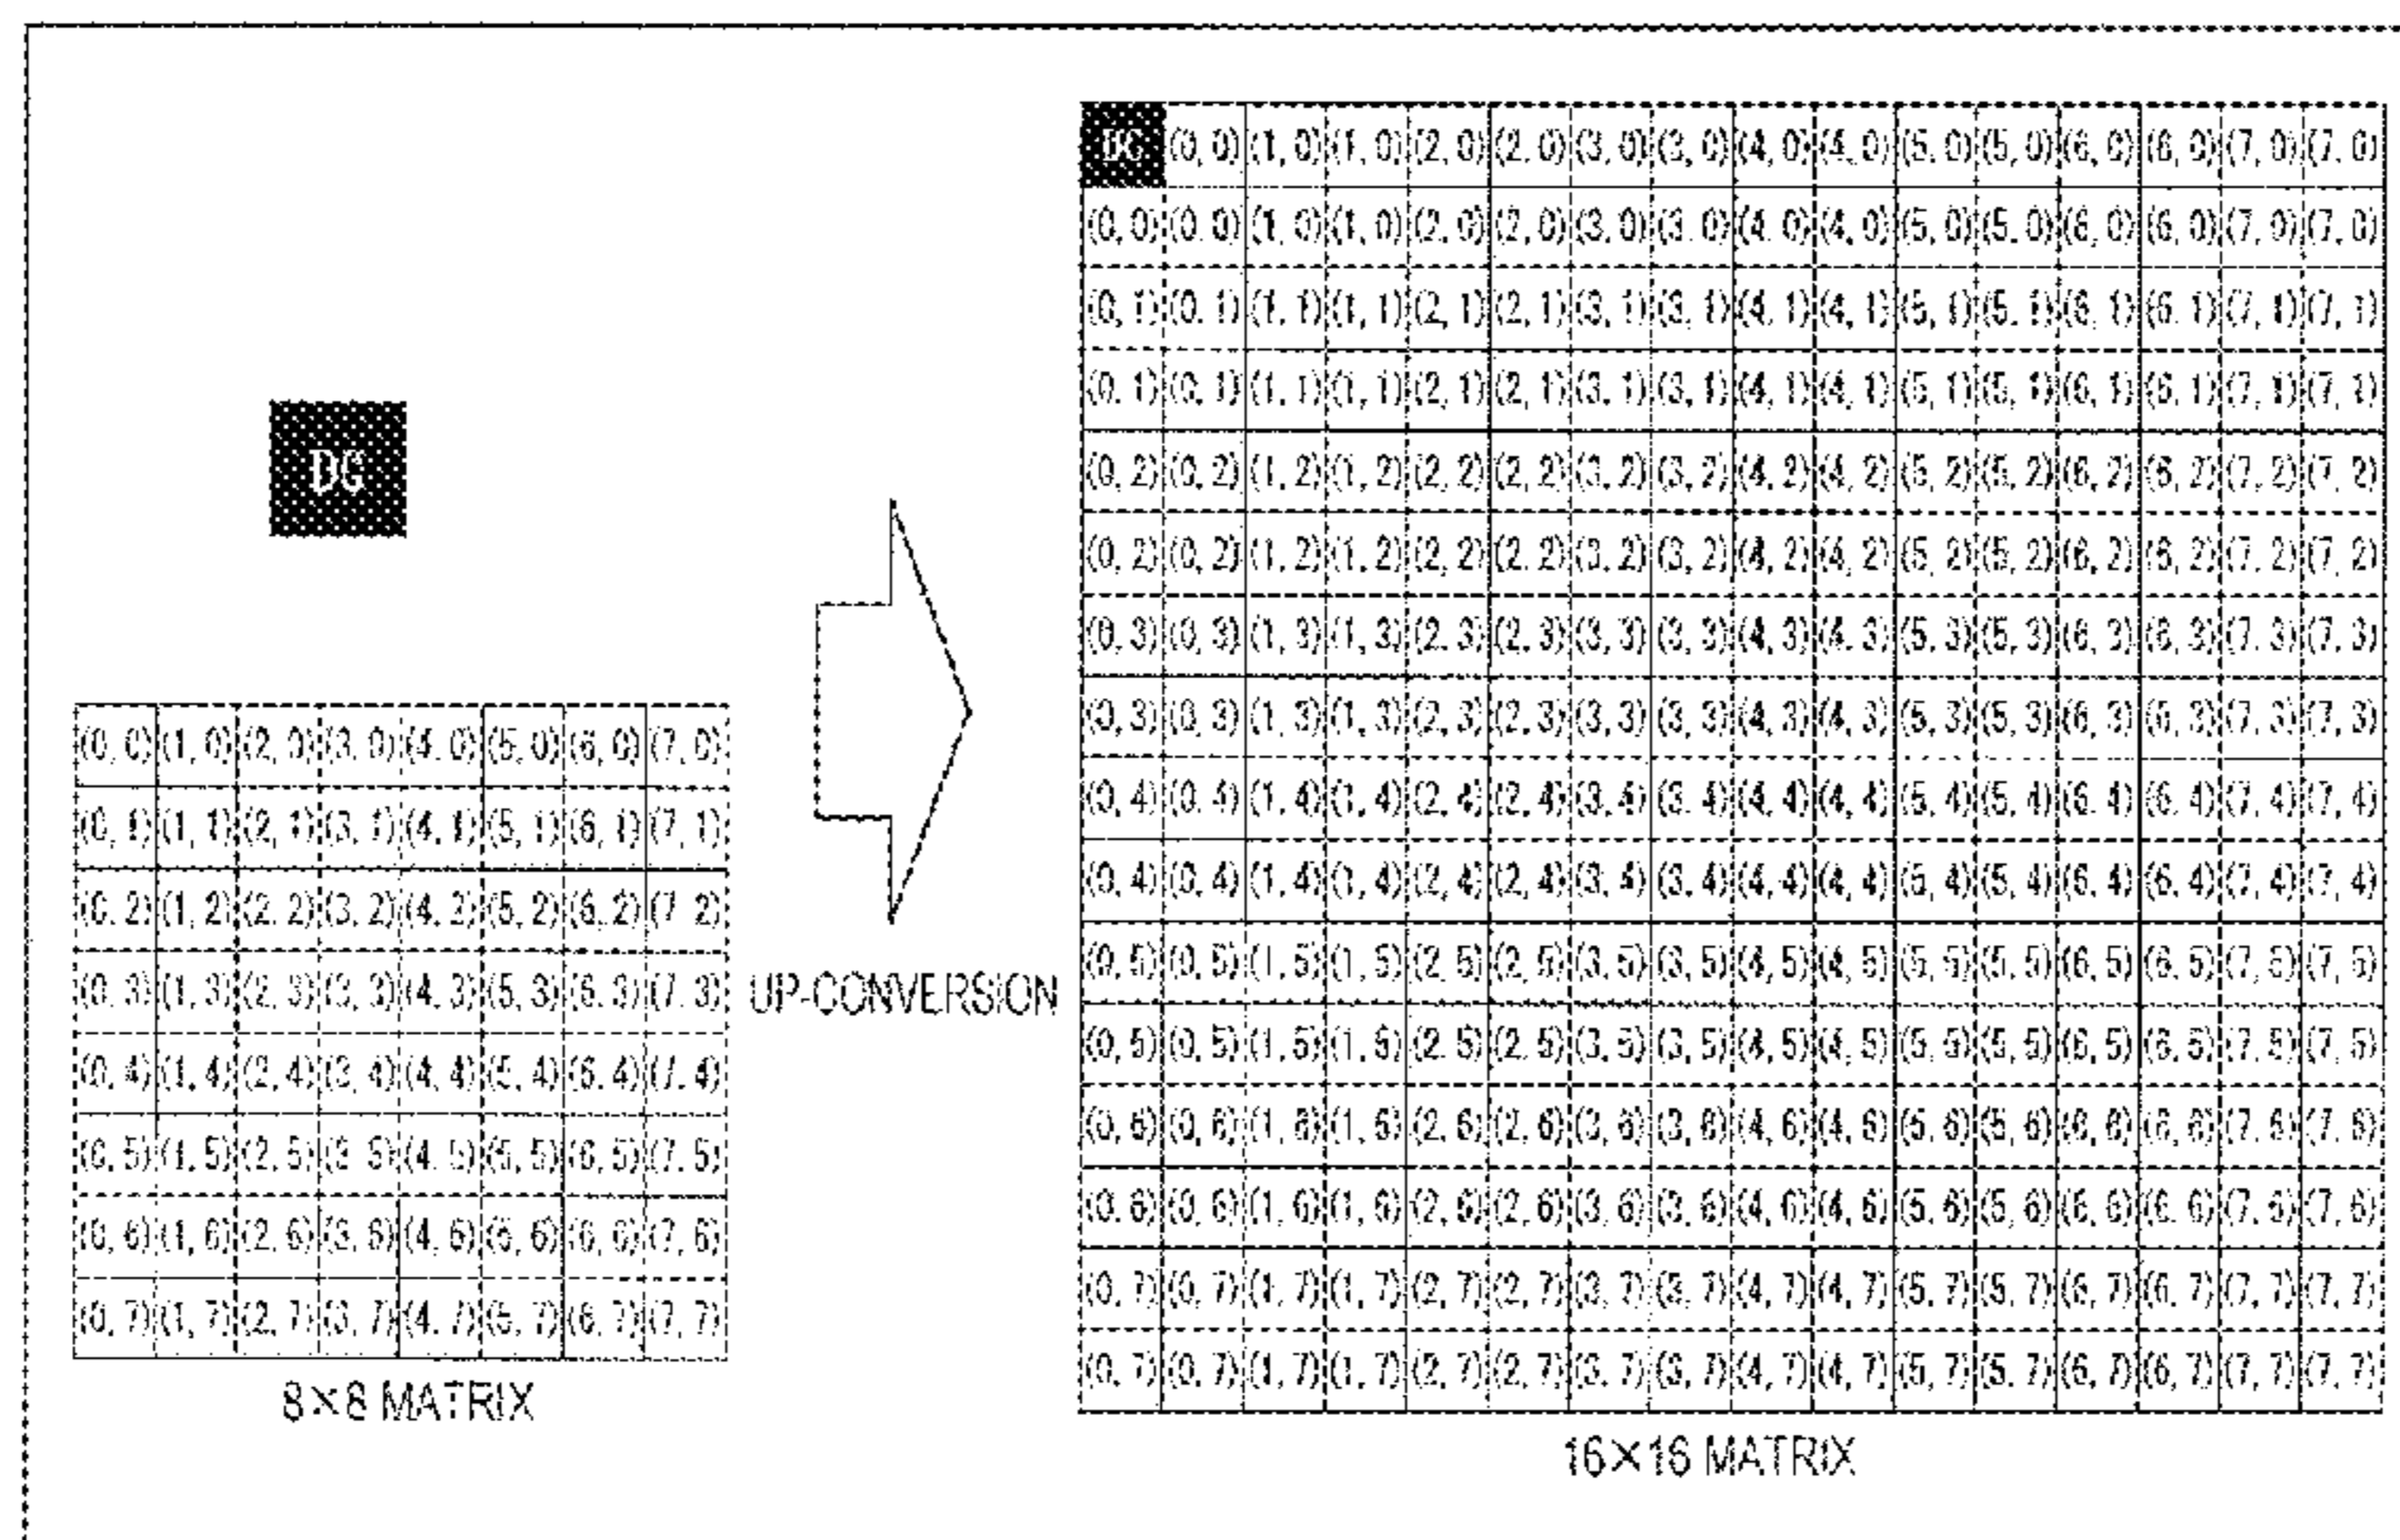 DC (0, 0) (1, 0) (1, 0) (2, 0) (2, 0) (3, 0) (3, 0) (4, 0) (4, 0) (5, 0) (5, 0) (6, 0) (6, 0) (7, 0) (7, 0)
(0, 0) (0, 0) (1, 0) (1, 0) (2, 0) (2, 0) (3, 0) (3, 0) (4, 0) (4, 0) (5, 0) (5, 0) (6, 0) (6, 0) (7, 0) (7, 0)
(0, 1) (0, 1) (1, 1) (1, 1) (2, 1) (2, 1) (3, 1) (3, 1) (4, 1) (4, 1) (5, 1) (5, 1) (6, 1) (6, 1) (7, 1) (7, 1)
(0, 1) (0, 1) (1, 1) (1, 1) (2, 1) (2, 1) (3, 1) (3, 1) (4, 1) (4, 1) (5, 1) (5, 1) (6, 1) (6, 1) (7, 1) (7, 1)
(0, 2) (0, 2) (1, 2) (1, 2) (2, 2) (2, 2) (3, 2) (3, 2) (4, 2) (4, 2) (5, 2) (5, 2) (6, 2) (6, 2) (7, 2) (7, 2)
(0, 2) (0, 2) (1, 2) (1, 2) (2, 2) (2, 2) (3, 2) (3, 2) (4, 2) (4, 2) (5, 2) (5, 2) (6, 2) (6, 2) (7, 2) (7, 2)
(0, 3) (0, 3) (1, 3) (1, 3) (2, 3) (2, 3) (3, 3) (3, 3) (4, 3) (4, 3) (5, 3) (5, 3) (6, 3) (6, 3) (7, 3) (7, 3)
(0, 3) (0, 3) (1, 3) (1, 3) (2, 3) (2, 3) (3, 3) (3, 3) (4, 3) (4, 3) (5, 3) (5, 3) (6, 3) (6, 3) (7, 3) (7, 3)
(0, 4) (0, 4) (1, 4) (1, 4) (2, 4) (2, 4) (3, 4) (3, 4) (4, 4) (4, 4) (5, 4) (5, 4) (6, 4) (6, 4) (7, 4) (7, 4)
(0, 4) (0, 4) (1, 4) (1, 4) (2, 4) (2, 4) (3, 4) (3, 4) (4, 4) (4, 4) (5, 4) (5, 4) (6, 4) (6, 4) (7, 4) (7, 4)
(0, 5) (0, 5) (1, 5) (1, 5) (2, 5) (2, 5) (3, 5) (3, 5) (4, 5) (4, 5) (5, 5) (5, 5) (6, 5) (6, 5) (7, 5) (7, 5)
(0, 5) (0, 5) (1, 5) (1, 5) (2, 5) (2, 5) (3, 5) (3, 5) (4, 5) (4, 5) (5, 5) (5, 5) (6, 5) (6, 5) (7, 5) (7, 5)
(0, 6) (0, 6) (1, 6) (1, 6) (2, 6) (2, 6) (3, 6) (3, 6) (4, 6) (4, 6) (5, 6) (5, 6) (6, 6) (6, 6) (7, 6) (7, 6)
(0, 6) (0, 6) (1, 6) (1, 6) (2, 6) (2, 6) (3, 6) (3, 6) (4, 6) (4, 6) (5, 6) (5, 6) (6, 6) (6, 6) (7, 6) (7, 6)
(0, 7) (0, 7) (1, 7) (1, 7) (2, 7) (2, 7) (3, 7) (3, 7) (4, 7) (4, 7) (5, 7) (5, 7) (6, 7) (6, 7) (7, 7) (7, 7)
(0, 7) (0, 7) (1, 7) (1, 7) (2, 7) (2, 7) (3, 7) (3, 7) (4, 7) (4, 7) (5, 7) (5, 7) (6, 7) (6, 7) (7, 7) (7, 7)
16×16 MATRIX
DC
(0, 0) (1, 0) (2, 0) (3, 0) (4, 0) (5, 0) (6, 0) (7, 0)
(0, 1) (1, 1) (2, 1) (3, 1) (4, 1) (5, 1) (6, 1) (7, 1)
(0, 2) (1, 2) (2, 2) (3, 2) (4, 2) (5, 2) (6, 2) (7, 2)
(0, 3) (1, 3) (2, 3) (3, 3) (4, 3) (5, 3) (6, 3) (7, 3)
(0, 4) (1, 4) (2, 4) (3, 4) (4, 4) (5, 4) (6, 4) (7, 4)
(0, 5) (1, 5) (2, 5) (3, 5) (4, 5) (5, 5) (6, 5) (7, 5)
(0, 6) (1, 6) (2, 6) (3, 6) (4, 6) (5, 6) (6, 6) (7, 6)
(0, 7) (1, 7) (2, 7) (3, 7) (4, 7) (5, 7) (6, 7) (7, 7)
8×8 MATRIX
UP-CONVERSION